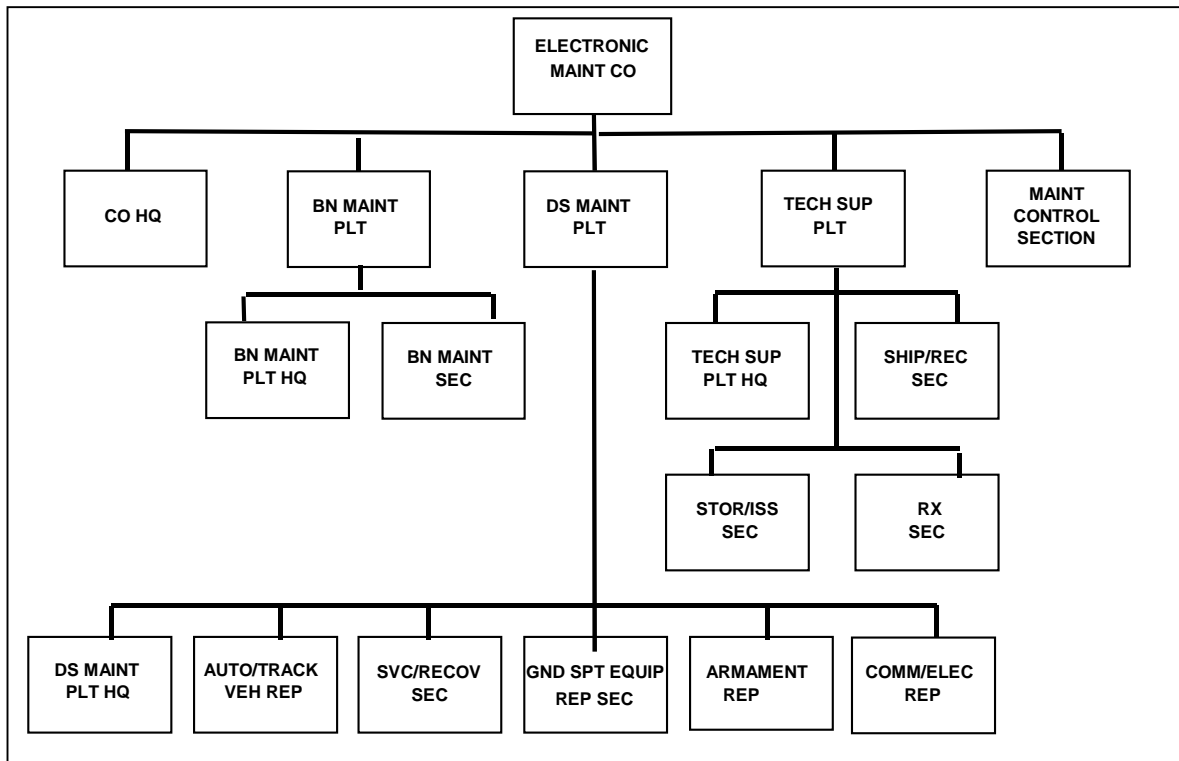 ELECTRONIC
MAINT CO
CO HQ
BN MAINT
PLT
DS MAINT
PLT
TECH SUP
PLT
MAINT
CONTROL
SECTION
BN MAINT
PLT HQ
BN MAINT
SEC
TECH SUP
PLT HQ
SHIP/REC
SEC
STOR/ISS
SEC
RX
SEC
DS MAINT
PLT HQ
AUTO/TRACK
VEH REP
SVC/RECOV
SEC
GND SPT EQUIP
REP SEC
ARMAMENT
REP
COMM/ELEC
REP